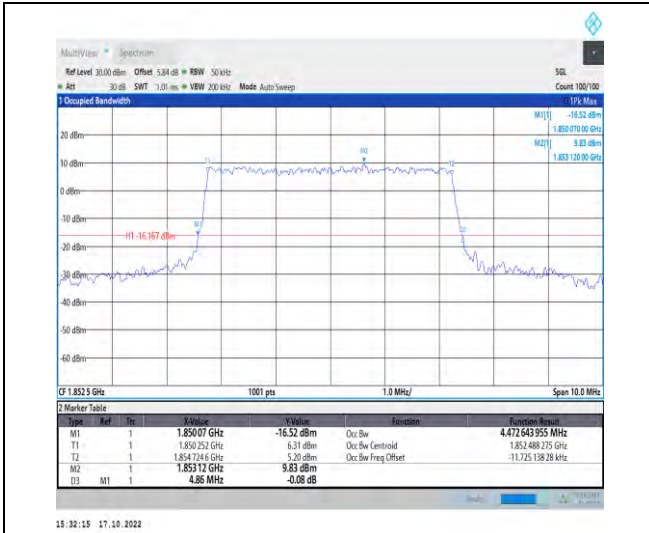 MultiView Spectrum
Ref Level 30.00 dBm Offset 5.84 dB RBW 50 kHz SGL
Att 30 dB SWT 1.01 ms VBW 200 kHz Mode Auto Sweep Count 100/100
1 Occupied Bandwidth 1Pk Max
M1[1] -16.52 dBm
1.850 070 00 GHz
20 dBm
M2[1] 9.83 dBm
1.853 120 00 GHz
M2
T1 T2
10 dBm
0 dBm
-10 dBm
M1
H1 -16.167 dBm
D3
-20 dBm
-30 dBm
-40 dBm
-50 dBm
-60 dBm
CF 1.852 5 GHz 1001 pts 1.0 MHz/ Span 10.0 MHz
2 Marker Table
Type Ref Trc X-Value Y-Value Function Function Result
M1 1 1.85007 GHz -16.52 dBm Occ Bw 4.472 643 955 MHz
T1 1 1.850 252 GHz 6.31 dBm Occ Bw Centroid 1.852 488 275 GHz
T2 1 1.854 724 6 GHz 5.20 dBm Occ Bw Freq Offset -11.725 138 28 kHz
M2 1 1.85312 GHz 9.83 dBm
D3 M1 1 4.86 MHz -0.08 dB
15:32:15 17.10.2022